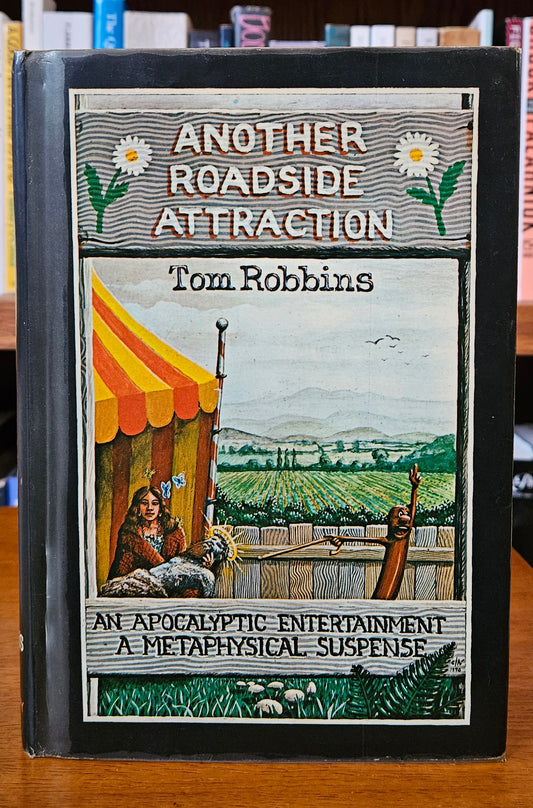 ANOTHER
ROADSIDE
ATTRACTION
Tom Robbins
AN APOCALYPTIC ENTERTAINMENT
A METAPHYSICAL SUSPENSE